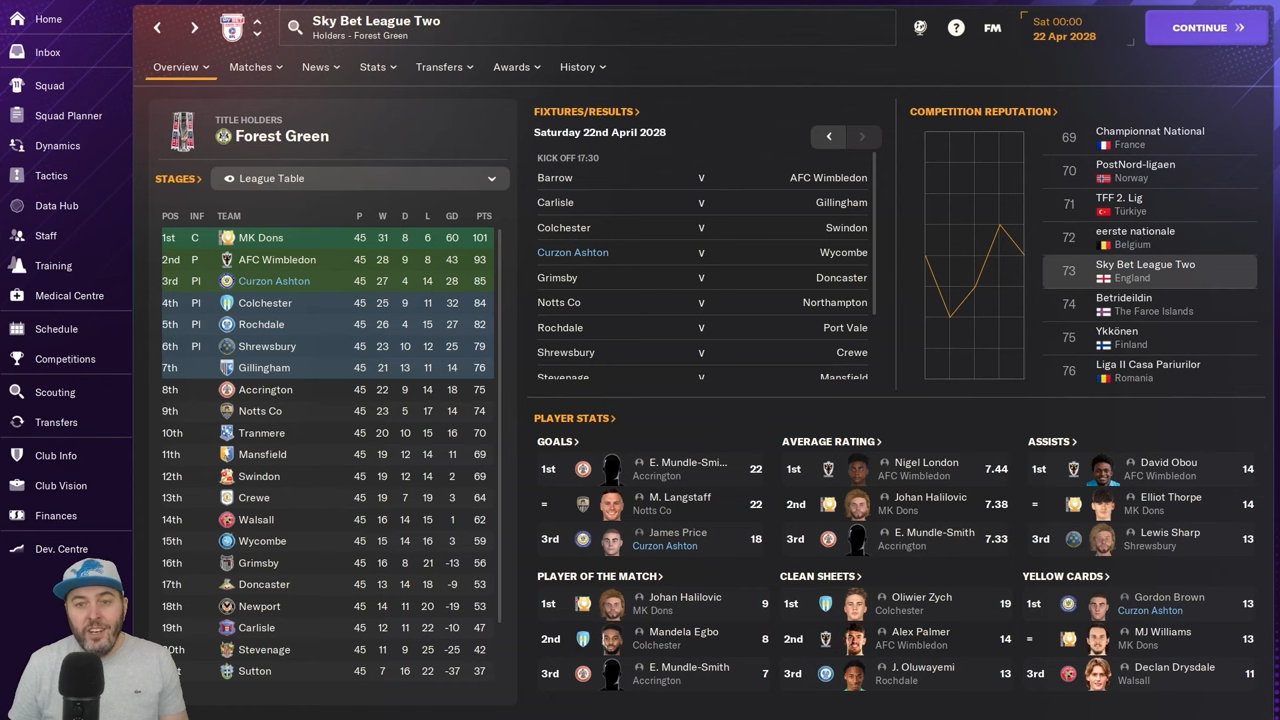 Home
Inbox
Squad
Squad Planner
Dynamics
Tactics
Data Hub
Staff
Training
Medical Centre
Schedule
Competitions
Scouting
Transfers
Club Info
Club Vision
Finances
Dev. Centre
Sky Bet League Two
Holders - Forest Green
?
FM
Sat 00:00
22 Apr 2028
CONTINUE
Overview Matches News Stats Transfers Awards History
TITLE HOLDERS
Forest Green
STAGES> League Table
POS INF TEAM P W D L GD PTS
1st C MK Dons 45 31 8 6 60 101
2nd P AFC Wimbledon 45 28 9 8 43 93
3rd Pl Curzon Ashton 45 27 4 14 28 85
4th Pl Colchester 45 25 9 11 32 84
5th Pl Rochdale 45 26 4 15 27 82
6th Pl Shrewsbury 45 23 10 12 25 79
7th Gillingham 45 21 13 11 14 76
8th Accrington 45 22 9 14 18 75
9th Notts Co 45 23 5 17 14 74
10th Tranmere 45 20 10 15 16 70
11th Mansfield 45 19 12 14 11 69
12th Swindon 45 19 12 14 2 69
13th Crewe 45 19 7 19 3 64
14th Walsall 45 16 14 15 1 62
15th Wycombe 45 15 14 16 3 59
16th Grimsby 45 16 8 21 -13 56
17th Doncaster 45 13 14 18 -9 53
18th Newport 45 14 11 20 -19 53
19th Carlisle 45 12 11 22 -10 47
Stevenage 45 11 9 25 -25 42
Sutton 45 7 16 22 -37 37
FIXTURES/RESULTS>
Saturday 22nd April 2028
KICK OFF 17:30
Barrow v AFC Wimbledon
Carlisle v Gillingham
Colchester v Swindon
Curzon Ashton v Wycombe
Grimsby v Doncaster
Notts Co v Northampton
Rochdale v Port Vale
Shrewsbury v Crewe
Stevenage v Mansfield
COMPETITION REPUTATION>
69 Championnat National
France
70 PostNord-ligaen
Norway
71 TFF 2. Lig
Türkiye
72 eerste nationale
Belgium
73 Sky Bet League Two
England
74 Betrideildin
The Faroe Islands
75 Ykkönen
Finland
76 Liga II Casa Pariurilor
Romania
PLAYER STATS>
GOALS>
1st E. Mundle-Smi... 22
Accrington
= M. Langstaff 22
Notts Co
3rd James Price 18
Curzon Ashton
AVERAGE RATING>
1st Nigel London 7.44
AFC Wimbledon
2nd Johan Halilovic 7.38
MK Dons
3rd E. Mundle-Smith 7.33
Accrington
ASSISTS>
1st David Obou 14
AFC Wimbledon
= Elliot Thorpe 14
MK Dons
3rd Lewis Sharp 13
Shrewsbury
PLAYER OF THE MATCH>
1st Johan Halilovic 9
MK Dons
2nd Mandela Egbo 8
Colchester
3rd E. Mundle-Smith 7
Accrington
CLEAN SHEETS>
1st Oliwier Zych 19
Colchester
2nd Alex Palmer 14
AFC Wimbledon
3rd J. Oluwayemi 13
Rochdale
YELLOW CARDS>
1st Gordon Brown 13
Curzon Ashton
= MJ Williams 13
MK Dons
3rd Declan Drysdale 11
Walsall